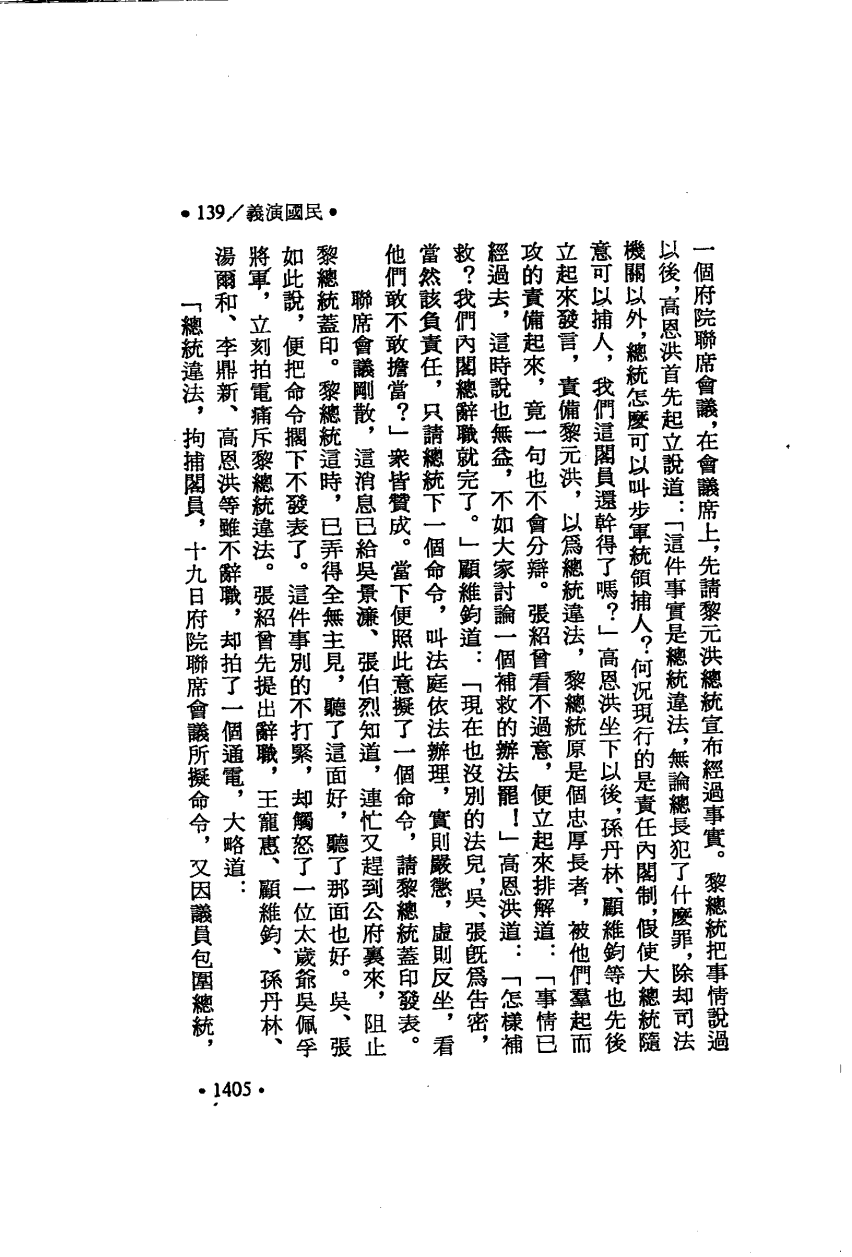 •139／義演國民•
一個府院聯席會議，在會議席上，先請黎元洪總統宣布經過事實。黎總統把事情說過
以後，高恩洪首先起立說道：「這件事實是總統違法，無論總長犯了什麼罪，除却司法
機關以外，總統怎麼可以叫步軍統領捕人？何況現行的是責任內閣制，假使大總統隨
意可以捕人，我們這閣員還幹得了嗎？」高恩洪坐下以後，孫丹林、顧維鈞等也先後
立起來發言，責備黎元洪，以爲總統違法，黎總統原是個忠厚長者，被他們羣起而
攻的責備起來，竟一句也不會分辯。張紹曾看不過意，便立起來排解道：「事情已
經過去，這時說也無益，不如大家討論一個補救的辦法罷！」高恩洪道：「怎樣補
救？我們內閣總辭職就完了。」顧維鈞道：「現在也沒別的法兒，吳、張旣爲告密，
當然該負責任，只請總統下一個命令，叫法庭依法辦理，實則嚴懲，虛則反坐，看
他們敢不敢擔當？」衆皆贊成。當下便照此意擬了一個命令，請黎總統蓋印發表。
聯席會議剛散，這消息已給吳景濂、張伯烈知道，連忙又趕到公府裏來，阻止
黎總統蓋印。黎總統這時，已弄得全無主見，聽了這面好，聽了那面也好。吳、張
如此說，便把命令擱下不發表了。這件事別的不打緊，却觸怒了一位太歲爺吳佩孚
將軍，立刻拍電痛斥黎總統違法。張紹曾先提出辭職，王寵惠、顧維鈞、孫丹林、
湯爾和、李鼎新、高恩洪等雖不辭職，却拍了一個通電，大略道：
「總統違法，拘捕閣員，十九日府院聯席會議所擬命令，又因議員包圍總統，
•1405•